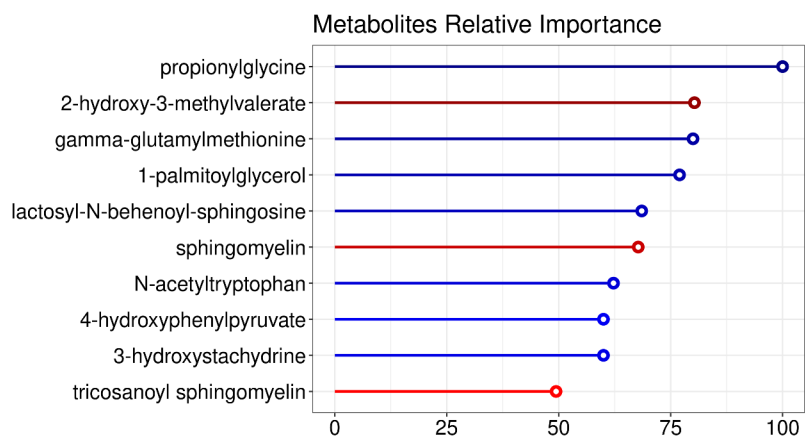 Metabolites Relative Importance
propionylglycine
2-hydroxy-3-methylvalerate
gamma-glutamylmethionine
1-palmitoylglycerol
lactosyl-N-behenoyl-sphingosine
sphingomyelin
N-acetyltryptophan
4-hydroxyphenylpyruvate
3-hydroxystachydrine
tricosanoyl sphingomyelin
0 25 50 75 100